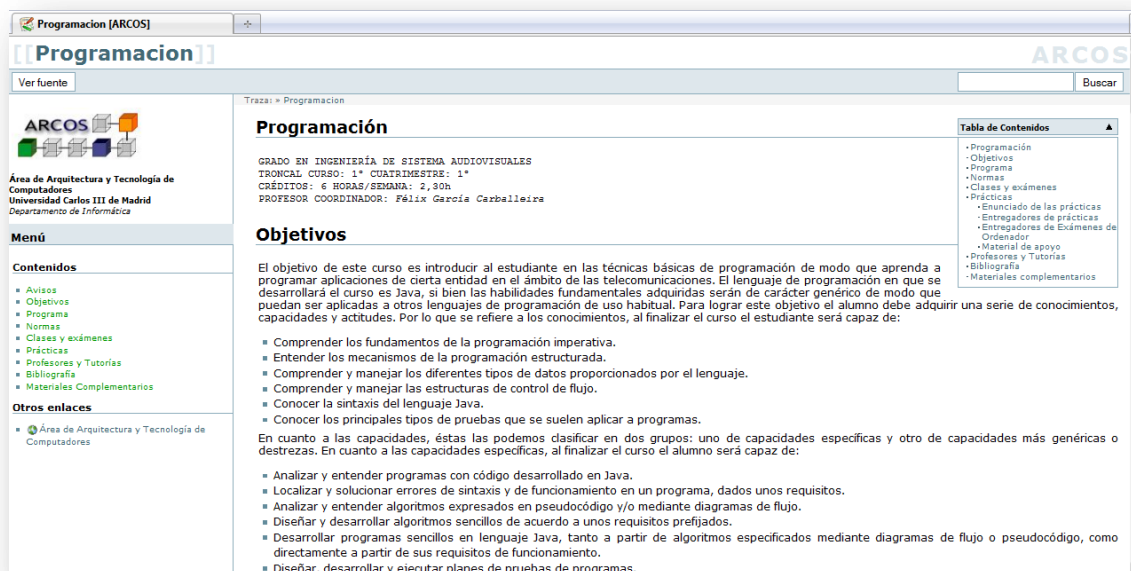 Programacion [ARCOS]
[[Programacion]]
ARCOS
Ver fuente
Buscar
Traza: » Programacion
ARCOS
Área de Arquitectura y Tecnología de
Computadores
Universidad Carlos III de Madrid
Departamento de Informática
Menú
Contenidos
Avisos
Objetivos
Programa
Normas
Clases y exámenes
Prácticas
Profesores y Tutorías
Bibliografía
Materiales Complementarios
Otros enlaces
Área de Arquitectura y Tecnología de
Computadores
Programación
GRADO EN INGENIERÍA DE SISTEMA AUDIOVISUALES
TRONCAL CURSO: 1° CUATRIMESTRE: 1°
CRÉDITOS: 6 HORAS/SEMANA: 2,30h
PROFESOR COORDINADOR: Félix García Carballeira
Tabla de Contenidos
Programación
Objetivos
Programa
Normas
Clases y exámenes
Prácticas
Enunciado de las prácticas
Entregadores de prácticas
Entregadores de Exámenes de
Ordenador
Material de apoyo
Profesores y Tutorías
Bibliografía
Materiales complementarios
Objetivos
El objetivo de este curso es introducir al estudiante en las técnicas básicas de programación de modo que aprenda a
programar aplicaciones de cierta entidad en el ámbito de las telecomunicaciones. El lenguaje de programación en que se
desarrollará el curso es Java, si bien las habilidades fundamentales adquiridas serán de carácter genérico de modo que
puedan ser aplicadas a otros lenguajes de programación de uso habitual. Para lograr este objetivo el alumno debe adquirir una serie de conocimientos,
capacidades y actitudes. Por lo que se refiere a los conocimientos, al finalizar el curso el estudiante será capaz de:
Comprender los fundamentos de la programación imperativa.
Entender los mecanismos de la programación estructurada.
Comprender y manejar los diferentes tipos de datos proporcionados por el lenguaje.
Comprender y manejar las estructuras de control de flujo.
Conocer la sintaxis del lenguaje Java.
Conocer los principales tipos de pruebas que se suelen aplicar a programas.
En cuanto a las capacidades, éstas las podemos clasificar en dos grupos: uno de capacidades específicas y otro de capacidades más genéricas o
destrezas. En cuanto a las capacidades específicas, al finalizar el curso el alumno será capaz de:
Analizar y entender programas con código desarrollado en Java.
Localizar y solucionar errores de sintaxis y de funcionamiento en un programa, dados unos requisitos.
Analizar y entender algoritmos expresados en pseudocódigo y/o mediante diagramas de flujo.
Diseñar y desarrollar algoritmos sencillos de acuerdo a unos requisitos prefijados.
Desarrollar programas sencillos en lenguaje Java, tanto a partir de algoritmos especificados mediante diagramas de flujo o pseudocódigo, como
directamente a partir de sus requisitos de funcionamiento.
Diseñar, desarrollar y ejecutar planes de pruebas de programas.